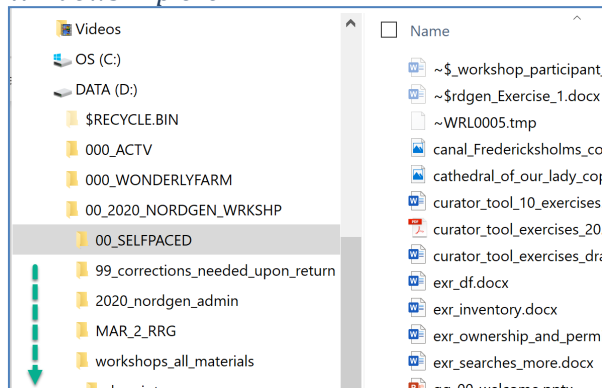 Videos
OS (C:)
DATA (D:)
$RECYCLE.BIN
000_ACTV
000_WONDERLYFARM
00_2020_NORDGEN_WRKSHP
00_SELFPACED
99_corrections_needed_upon_return
2020_nordgen_admin
MAR_2_RRG
workshops_all_materials
Name
~$_workshop_participant_
~$rdgen_Exercise_1.docx
~WRL0005.tmp
canal_Fredericksholms_co
cathedral_of_our_lady_cop
curator_tool_10_exercises
curator_tool_exercises_20
curator_tool_exercises_dra
exr_df.docx
exr_inventory.docx
exr_ownership_and_perm
exr_searches_more.docx